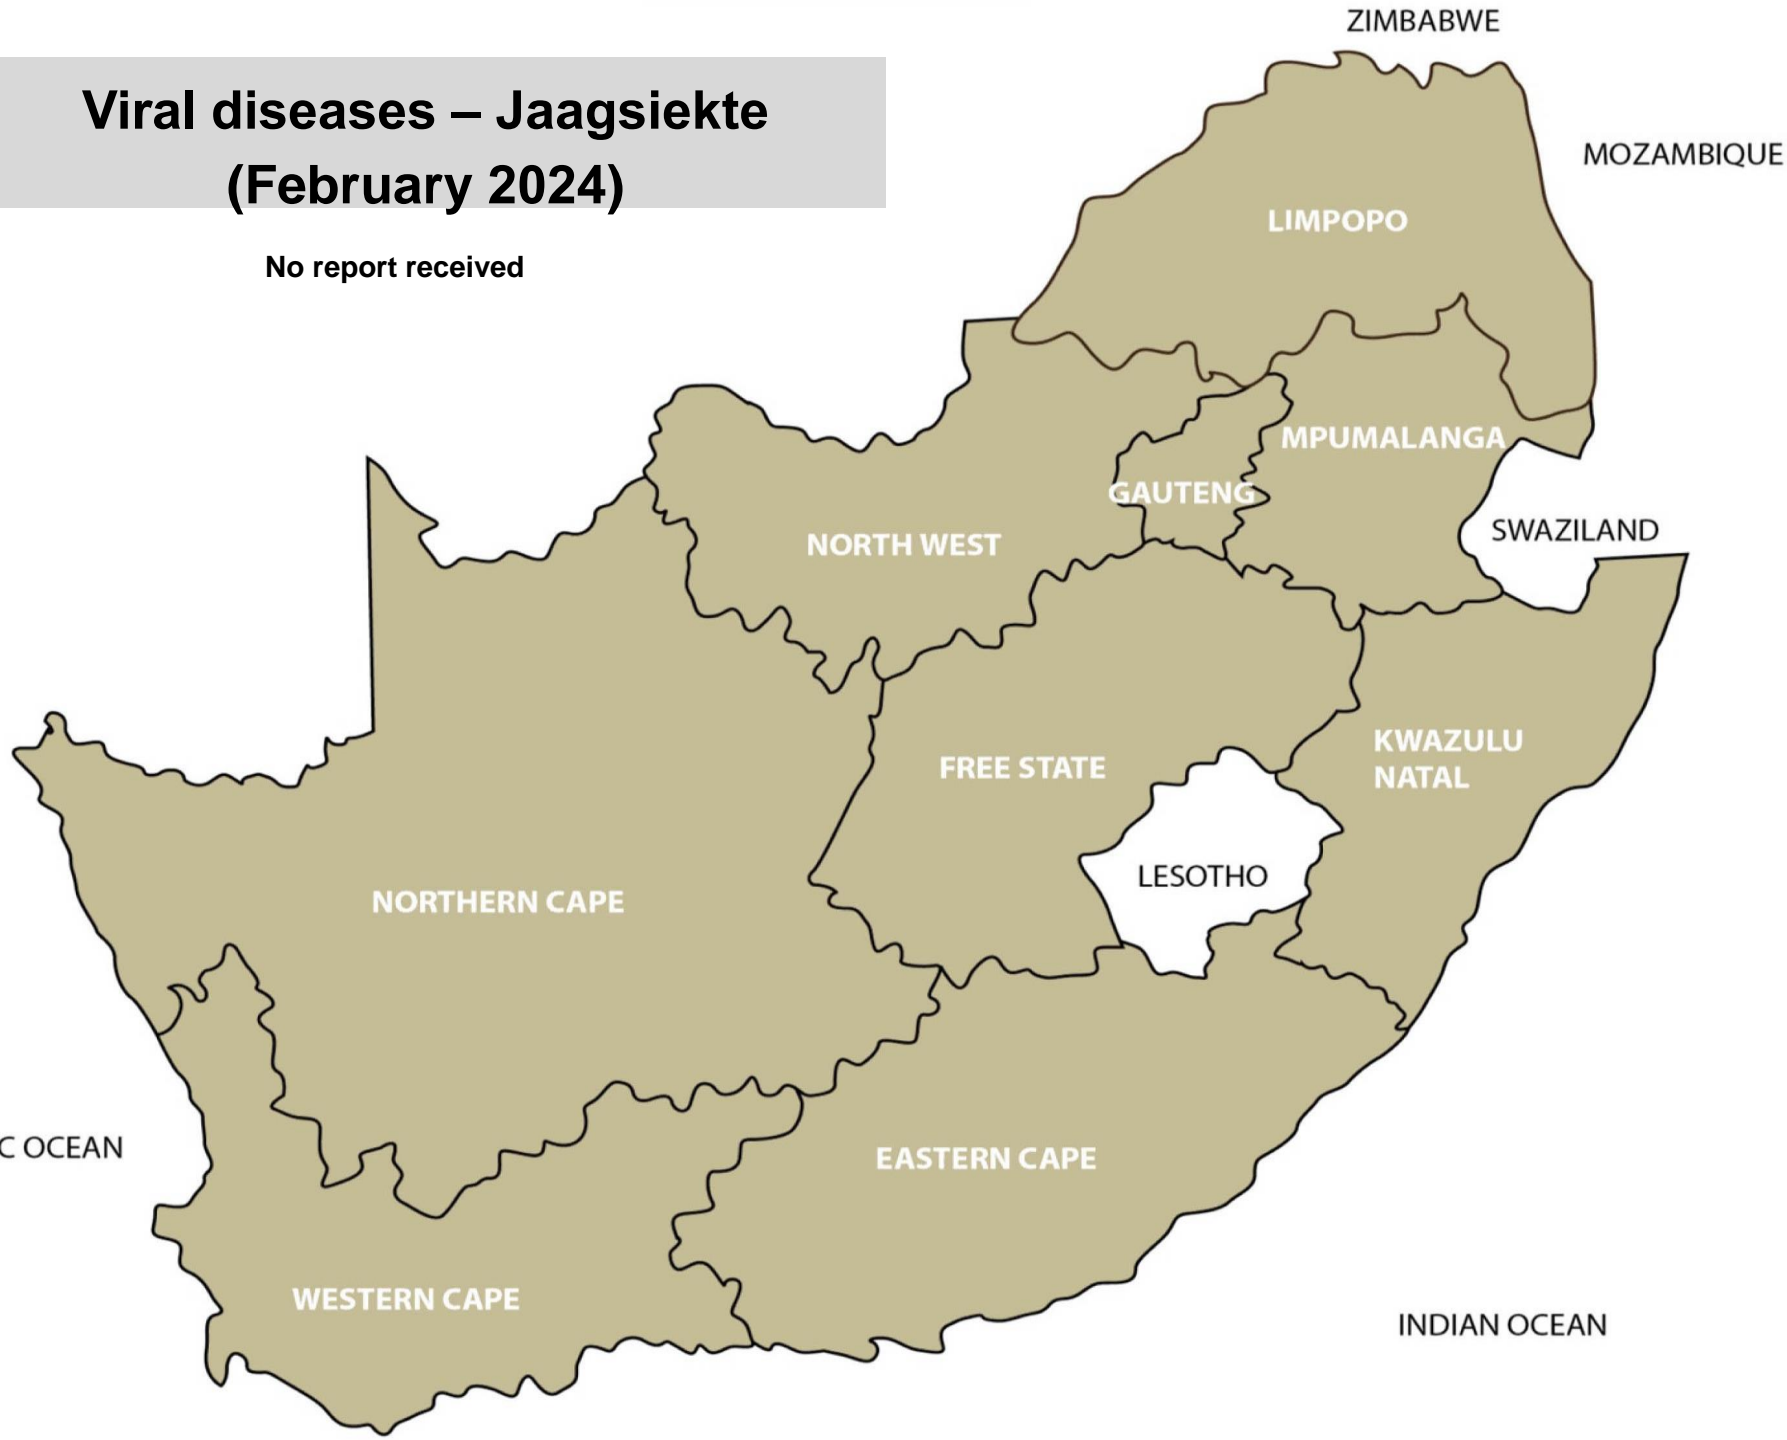 ZIMBABWE
Viral diseases – Jaagsiekte
(February 2024)
MOZAMBIQUE
LIMPOPO
No report received
MPUMALANGA
GAUTENG
SWAZILAND
NORTH WEST
KWAZULU
NATAL
FREE STATE
LESOTHO
NORTHERN CAPE
C OCEAN
EASTERN CAPE
WESTERN CAPE
INDIAN OCEAN